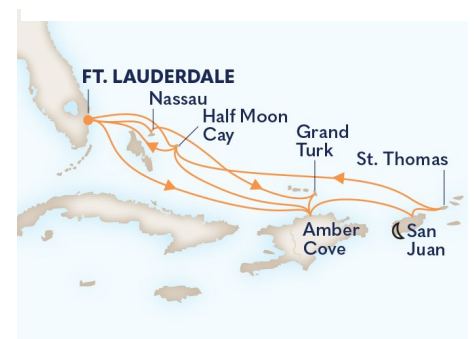 FT. LAUDERDALE
Nassau
Half Moon
Cay
Grand
Turk
St. Thomas
Amber
Cove
San
Juan